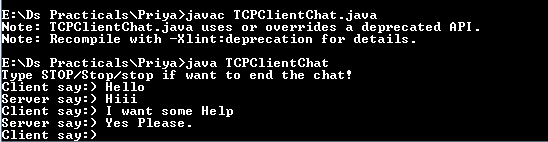 E:\Ds Practicals\Priya>javac TCPClientChat.java
Note: TCPClientChat.java uses or overrides a deprecated API.
Note: Recompile with -Xlint:deprecation for details.
E:\Ds Practicals\Priya>java TCPClientChat
Type STOP/Stop/stop if want to end the chat!
Client say:> Hello
Server say:> Hiii
Client say:> I want some Help
Server say:> Yes Please.
Client say:>